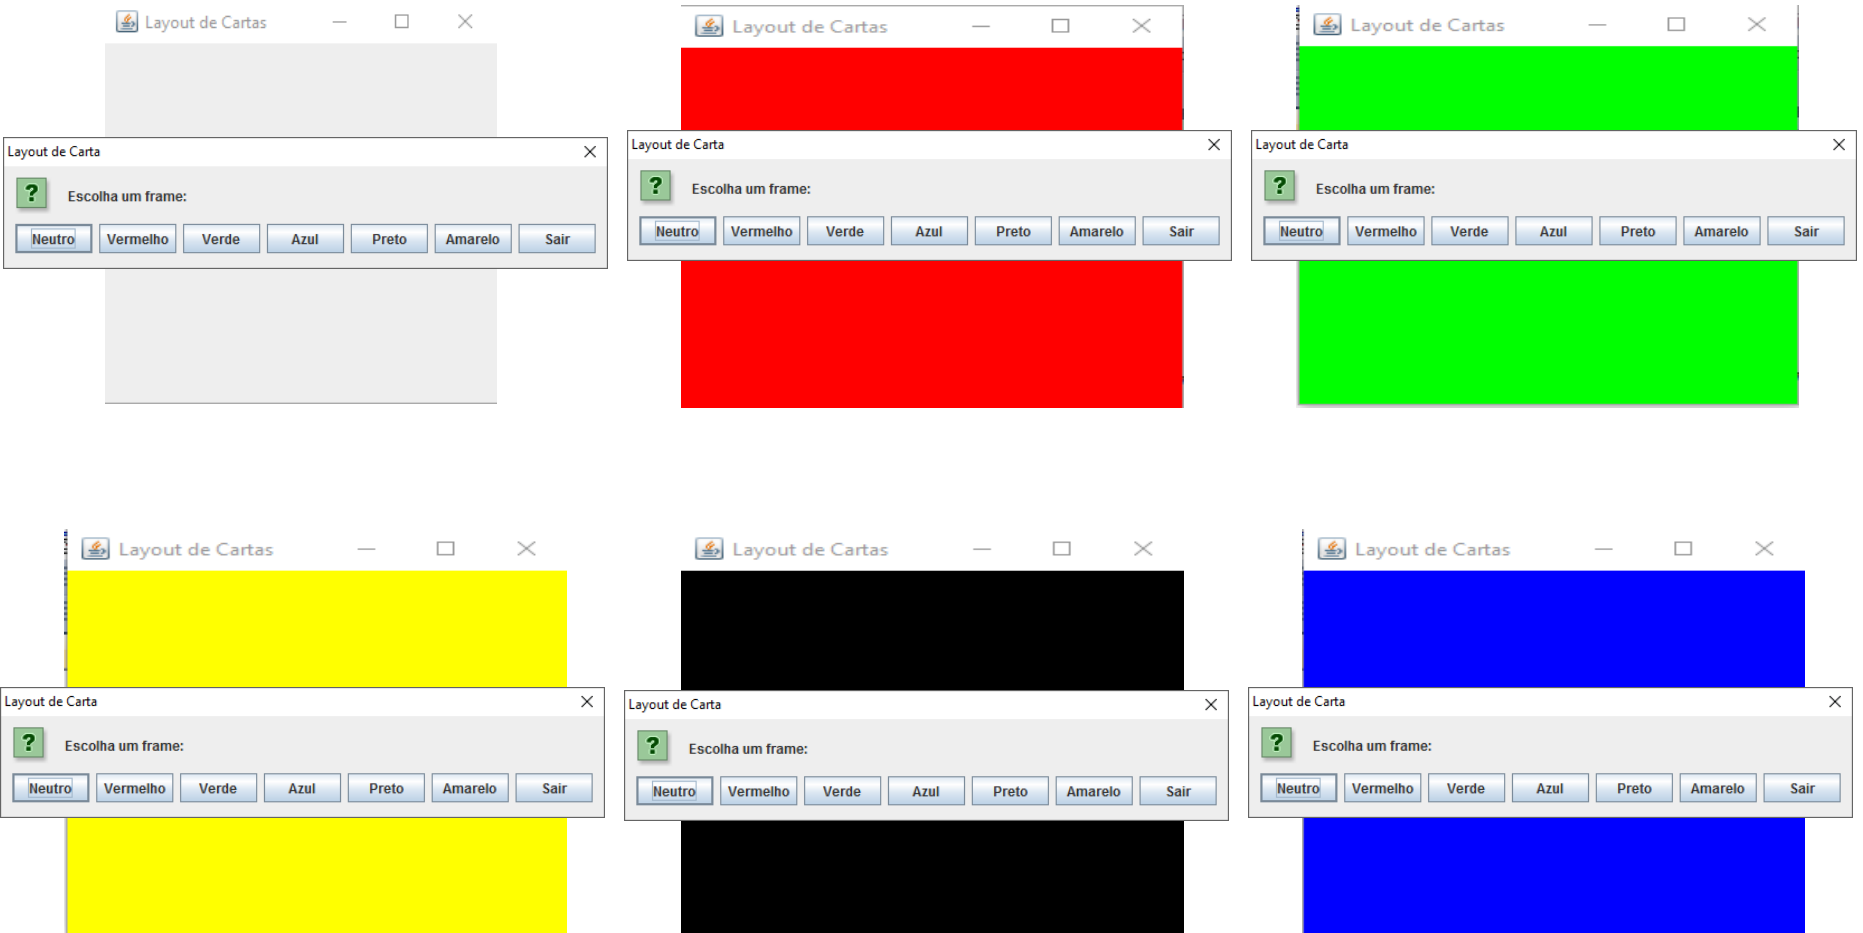 Layout de Cartas
Layout de Carta
?
Escolha um frame:
Neutro Vermelho Verde Azul Preto Amarelo Sair
Layout de Cartas
Layout de Carta
?
Escolha um frame:
Neutro Vermelho Verde Azul Preto Amarelo Sair
Layout de Cartas
Layout de Carta
?
Escolha um frame:
Neutro Vermelho Verde Azul Preto Amarelo Sair
Layout de Cartas
Layout de Carta
?
Escolha um frame:
Neutro Vermelho Verde Azul Preto Amarelo Sair
Layout de Cartas
Layout de Carta
?
Escolha um frame:
Neutro Vermelho Verde Azul Preto Amarelo Sair
Layout de Cartas
Layout de Carta
?
Escolha um frame:
Neutro Vermelho Verde Azul Preto Amarelo Sair